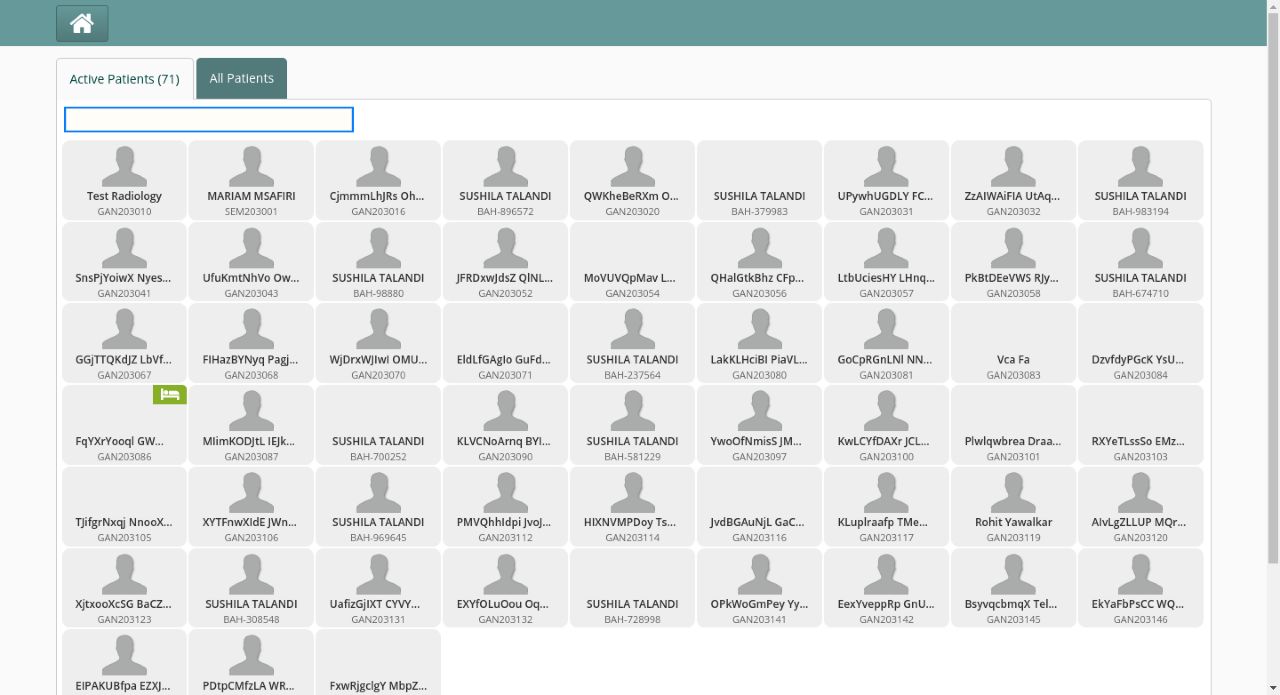 Active Patients (71)
All Patients
Test Radiology
GAN203010
MARIAM MSAFIRI
SEM203001
CjmmmLhJRs Oh...
GAN203016
SUSHILA TALANDI
BAH-896572
QWKheBeRXm O...
GAN203020
SUSHILA TALANDI
BAH-379983
UPywhUGDLY FC...
GAN203031
ZzAIWAiFIA UtAq...
GAN203032
SUSHILA TALANDI
BAH-983194
SnsPjYoiwX Nyes...
GAN203041
UfuKmtNhVo Ow...
GAN203043
SUSHILA TALANDI
BAH-98880
JFRDxwJdsZ QlNL...
GAN203052
MoVUVQpMav L...
GAN203054
QHalGtkBhz CFp...
GAN203056
LtbUciesHY LHnq...
GAN203057
PkBtDEeVWS RJy...
GAN203058
SUSHILA TALANDI
BAH-674710
GGjTTQKdJZ LbVf...
GAN203067
FIHazBYNyq Pagj...
GAN203068
WjDrxWJIwI OMU...
GAN203070
EldLfGAgIo GuFd...
GAN203071
SUSHILA TALANDI
BAH-237564
LakKLHciBI PiaVL...
GAN203080
GoCpRGnLNl NN...
GAN203081
Vca Fa
GAN203083
DzvfdyPGcK YsU...
GAN203084
FqYXrYooql GW...
GAN203086
MIimKODJtL IEJk...
GAN203087
SUSHILA TALANDI
BAH-700252
KLVCNoArnq BYI...
GAN203090
SUSHILA TALANDI
BAH-581229
YwoOfNmisS JM...
GAN203097
KwLCYfDAXr JCL...
GAN203100
Plwlqwbrea Draa...
GAN203101
RXYeTLssSo EMz...
GAN203103
TJifgrNxqj NnooX...
GAN203105
XYTFnwXIdE JWn...
GAN203106
SUSHILA TALANDI
BAH-969645
PMVQhhIdpi JvoJ...
GAN203112
HIXNVMPDoy Ts...
GAN203114
JvdBGAuNjL GaC...
GAN203116
KLuplraafp TMe...
GAN203117
Rohit Yawalkar
GAN203119
AIvLgZLLUP MQr...
GAN203120
XjtxooXcSG BaCZ...
GAN203123
SUSHILA TALANDI
BAH-308548
UafizGjIXT CYVY...
GAN203131
EXYfOLuOou Oq...
GAN203132
SUSHILA TALANDI
BAH-728998
OPkWoGmPey Yy...
GAN203141
EexYveppRp GnU...
GAN203142
BsyvqcbmqX Tel...
GAN203145
EkYaFbPsCC WQ...
GAN203146
EIPAKUBfpa EZXJ...
PDtpCMfzLA WR...
FxwRjgclgY MbpZ...